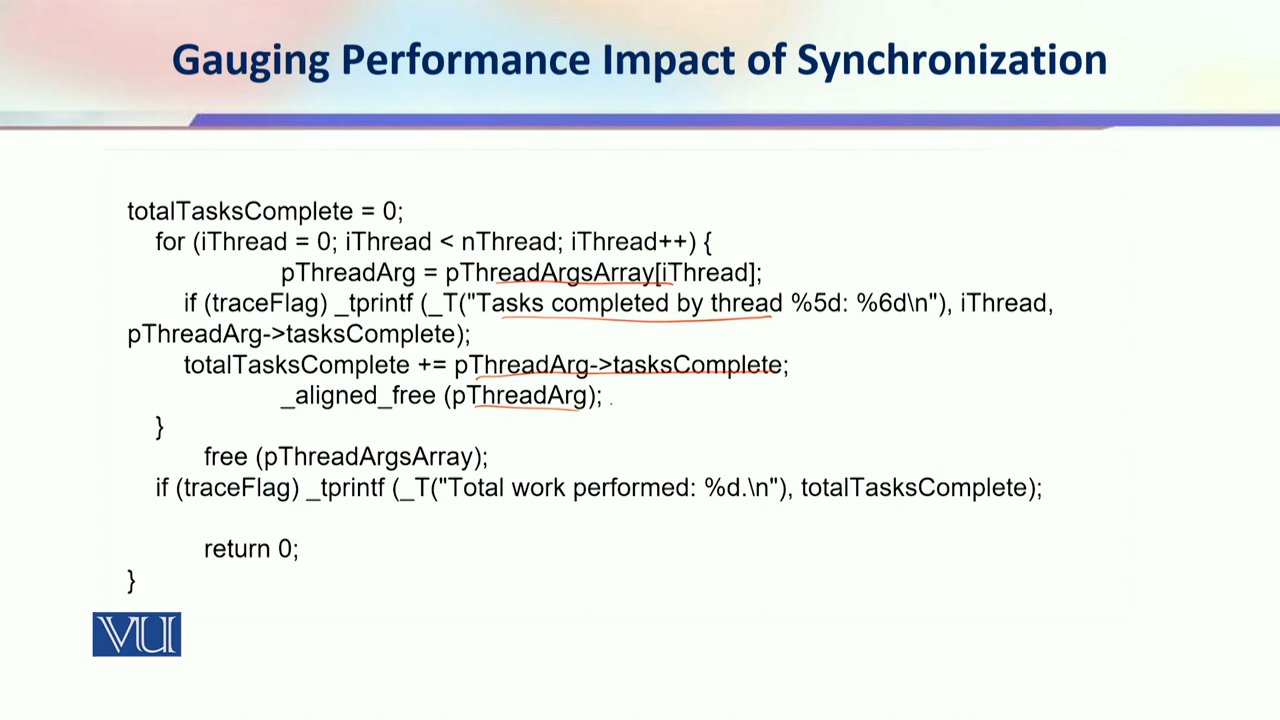 Gauging Performance Impact of Synchronization
totalTasksComplete = 0;
for (iThread = 0; iThread < nThread; iThread++) {
pThreadArg = pThreadArgsArray[iThread];
if (traceFlag) _tprintf (_T("Tasks completed by thread %5d: %6d\n"), iThread,
pThreadArg->tasksComplete);
totalTasksComplete += pThreadArg->tasksComplete;
_aligned_free (pThreadArg);
}
free (pThreadArgsArray);
if (traceFlag) _tprintf (_T("Total work performed: %d.\n"), totalTasksComplete);
return 0;
}
VU